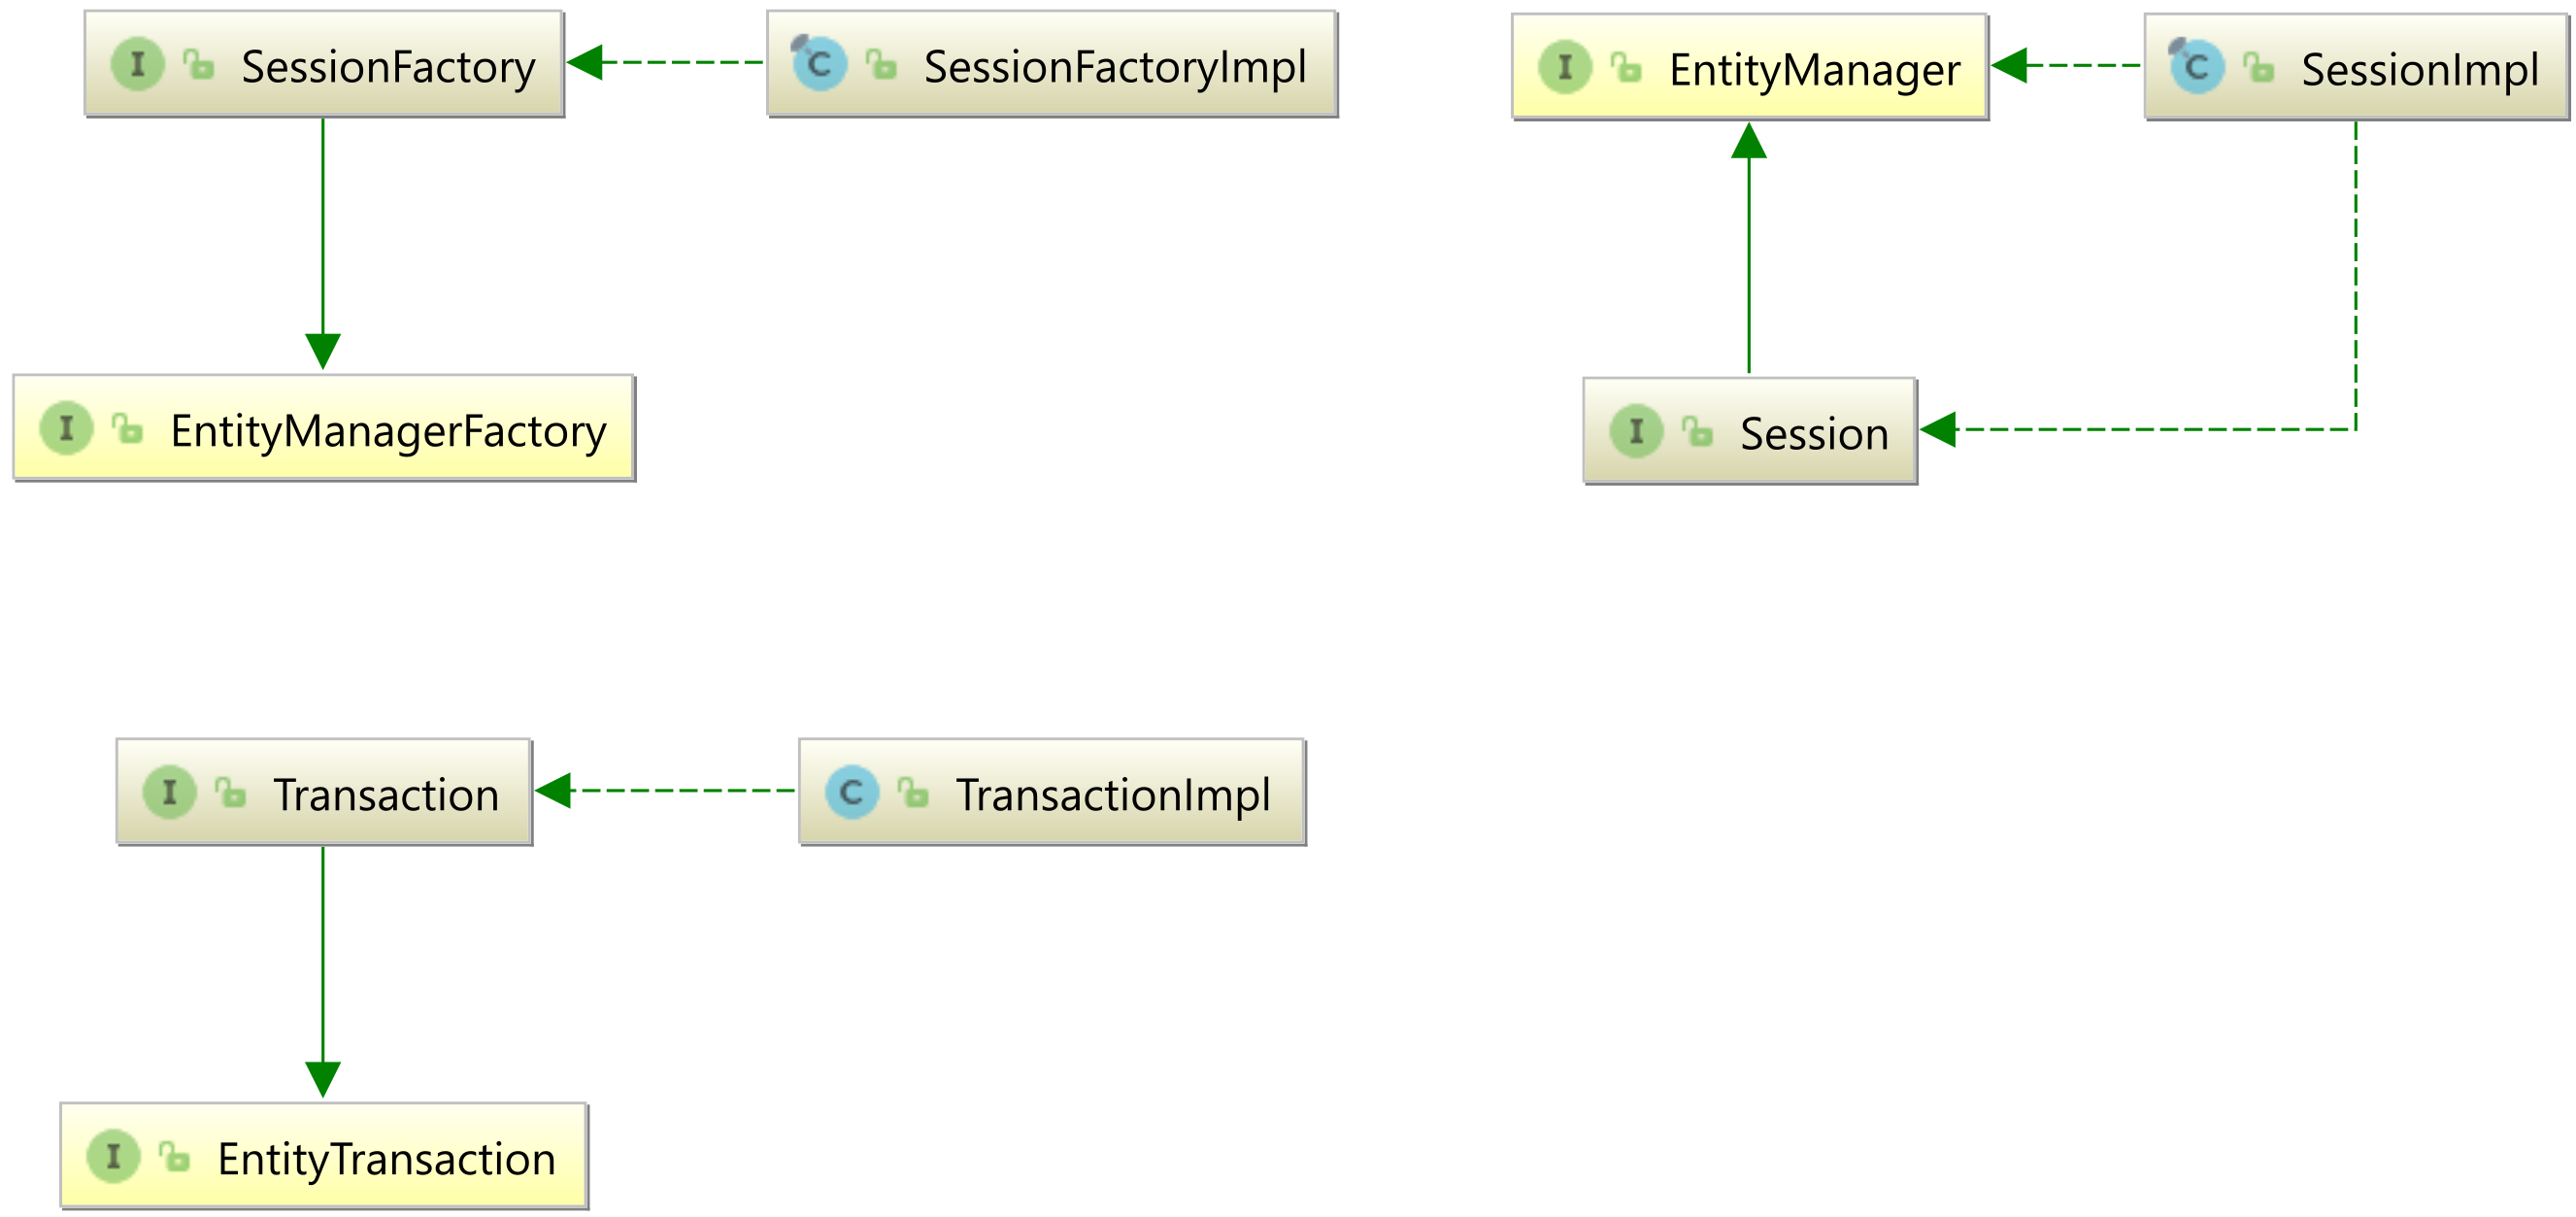 I SessionFactory
C SessionFactoryImpl
I EntityManager
C SessionImpl
I EntityManagerFactory
I Session
I Transaction
C TransactionImpl
I EntityTransaction